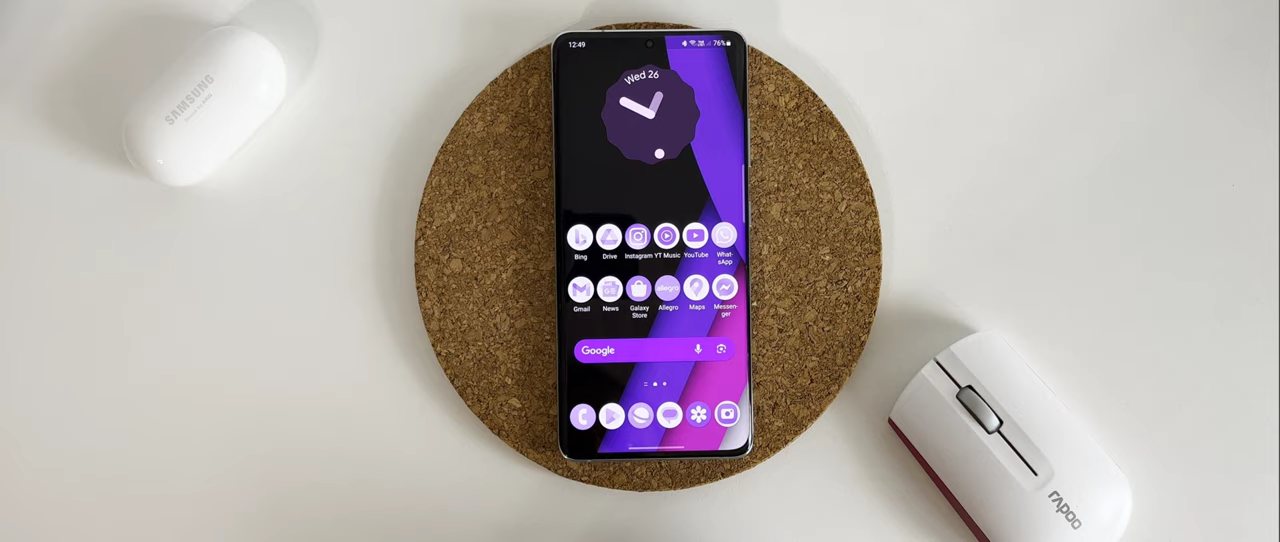 SAMSUNG
12:49
76%
Wed 26
Bing
Drive
Instagram
YT Music
YouTube
What-
sApp
Gmail
News
Galaxy
Store
allegro
Allegro
Maps
Messen-
ger
Google
rapoo